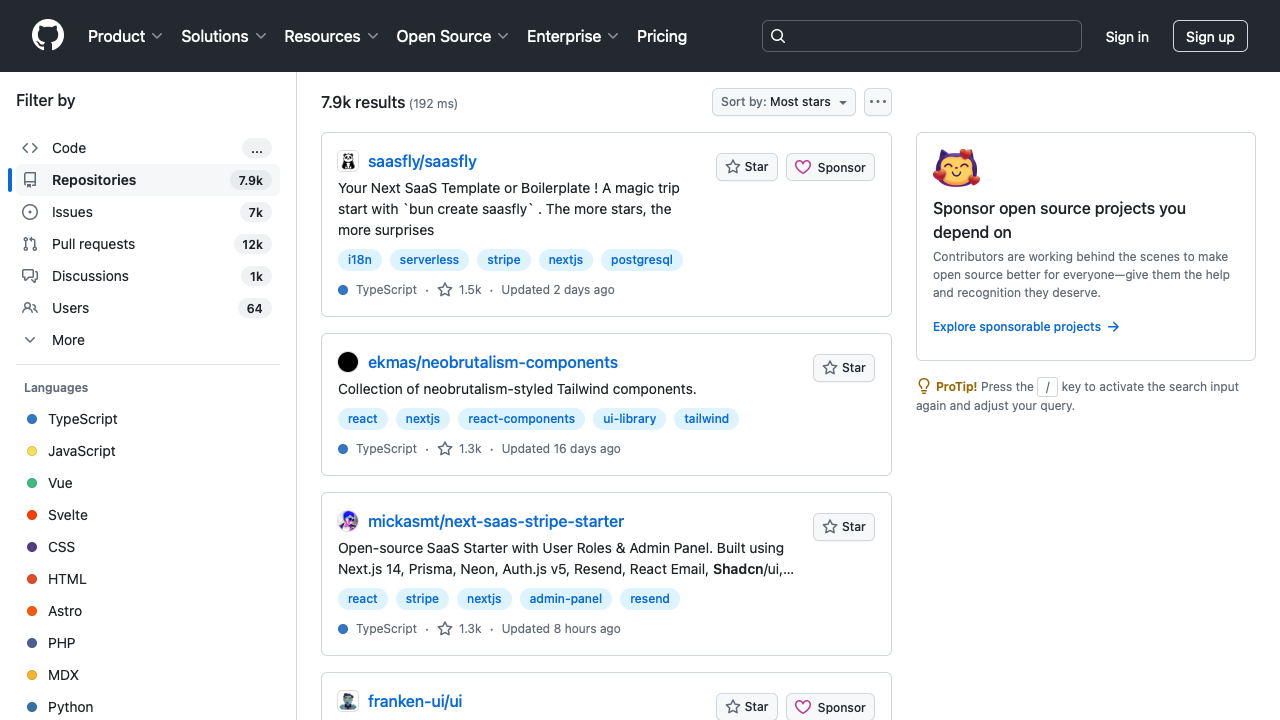 Product
Solutions
Resources
Open Source
Enterprise
Pricing
Sign in
Sign up
Filter by
Code ...
Repositories 7.9k
Issues 7k
Pull requests 12k
Discussions 1k
Users 64
More
Languages
TypeScript
JavaScript
Vue
Svelte
CSS
HTML
Astro
PHP
MDX
Python
7.9k results (192 ms)
Sort by: Most stars
saasfly/saasfly
Star
Sponsor
Your Next SaaS Template or Boilerplate ! A magic trip
start with `bun create saasfly` . The more stars, the
more surprises
i18n serverless stripe nextjs postgresql
TypeScript · 1.5k · Updated 2 days ago
ekmas/neobrutalism-components
Star
Collection of neobrutalism-styled Tailwind components.
react nextjs react-components ui-library tailwind
TypeScript · 1.3k · Updated 16 days ago
mickasmt/next-saas-stripe-starter
Star
Open-source SaaS Starter with User Roles & Admin Panel. Built using
Next.js 14, Prisma, Neon, Auth.js v5, Resend, React Email, Shadcn/ui,...
react stripe nextjs admin-panel resend
TypeScript · 1.3k · Updated 8 hours ago
franken-ui/ui
Star
Sponsor
Sponsor open source projects you
depend on
Contributors are working behind the scenes to make
open source better for everyone—give them the help
and recognition they deserve.
Explore sponsorable projects →
ProTip! Press the / key to activate the search input
again and adjust your query.